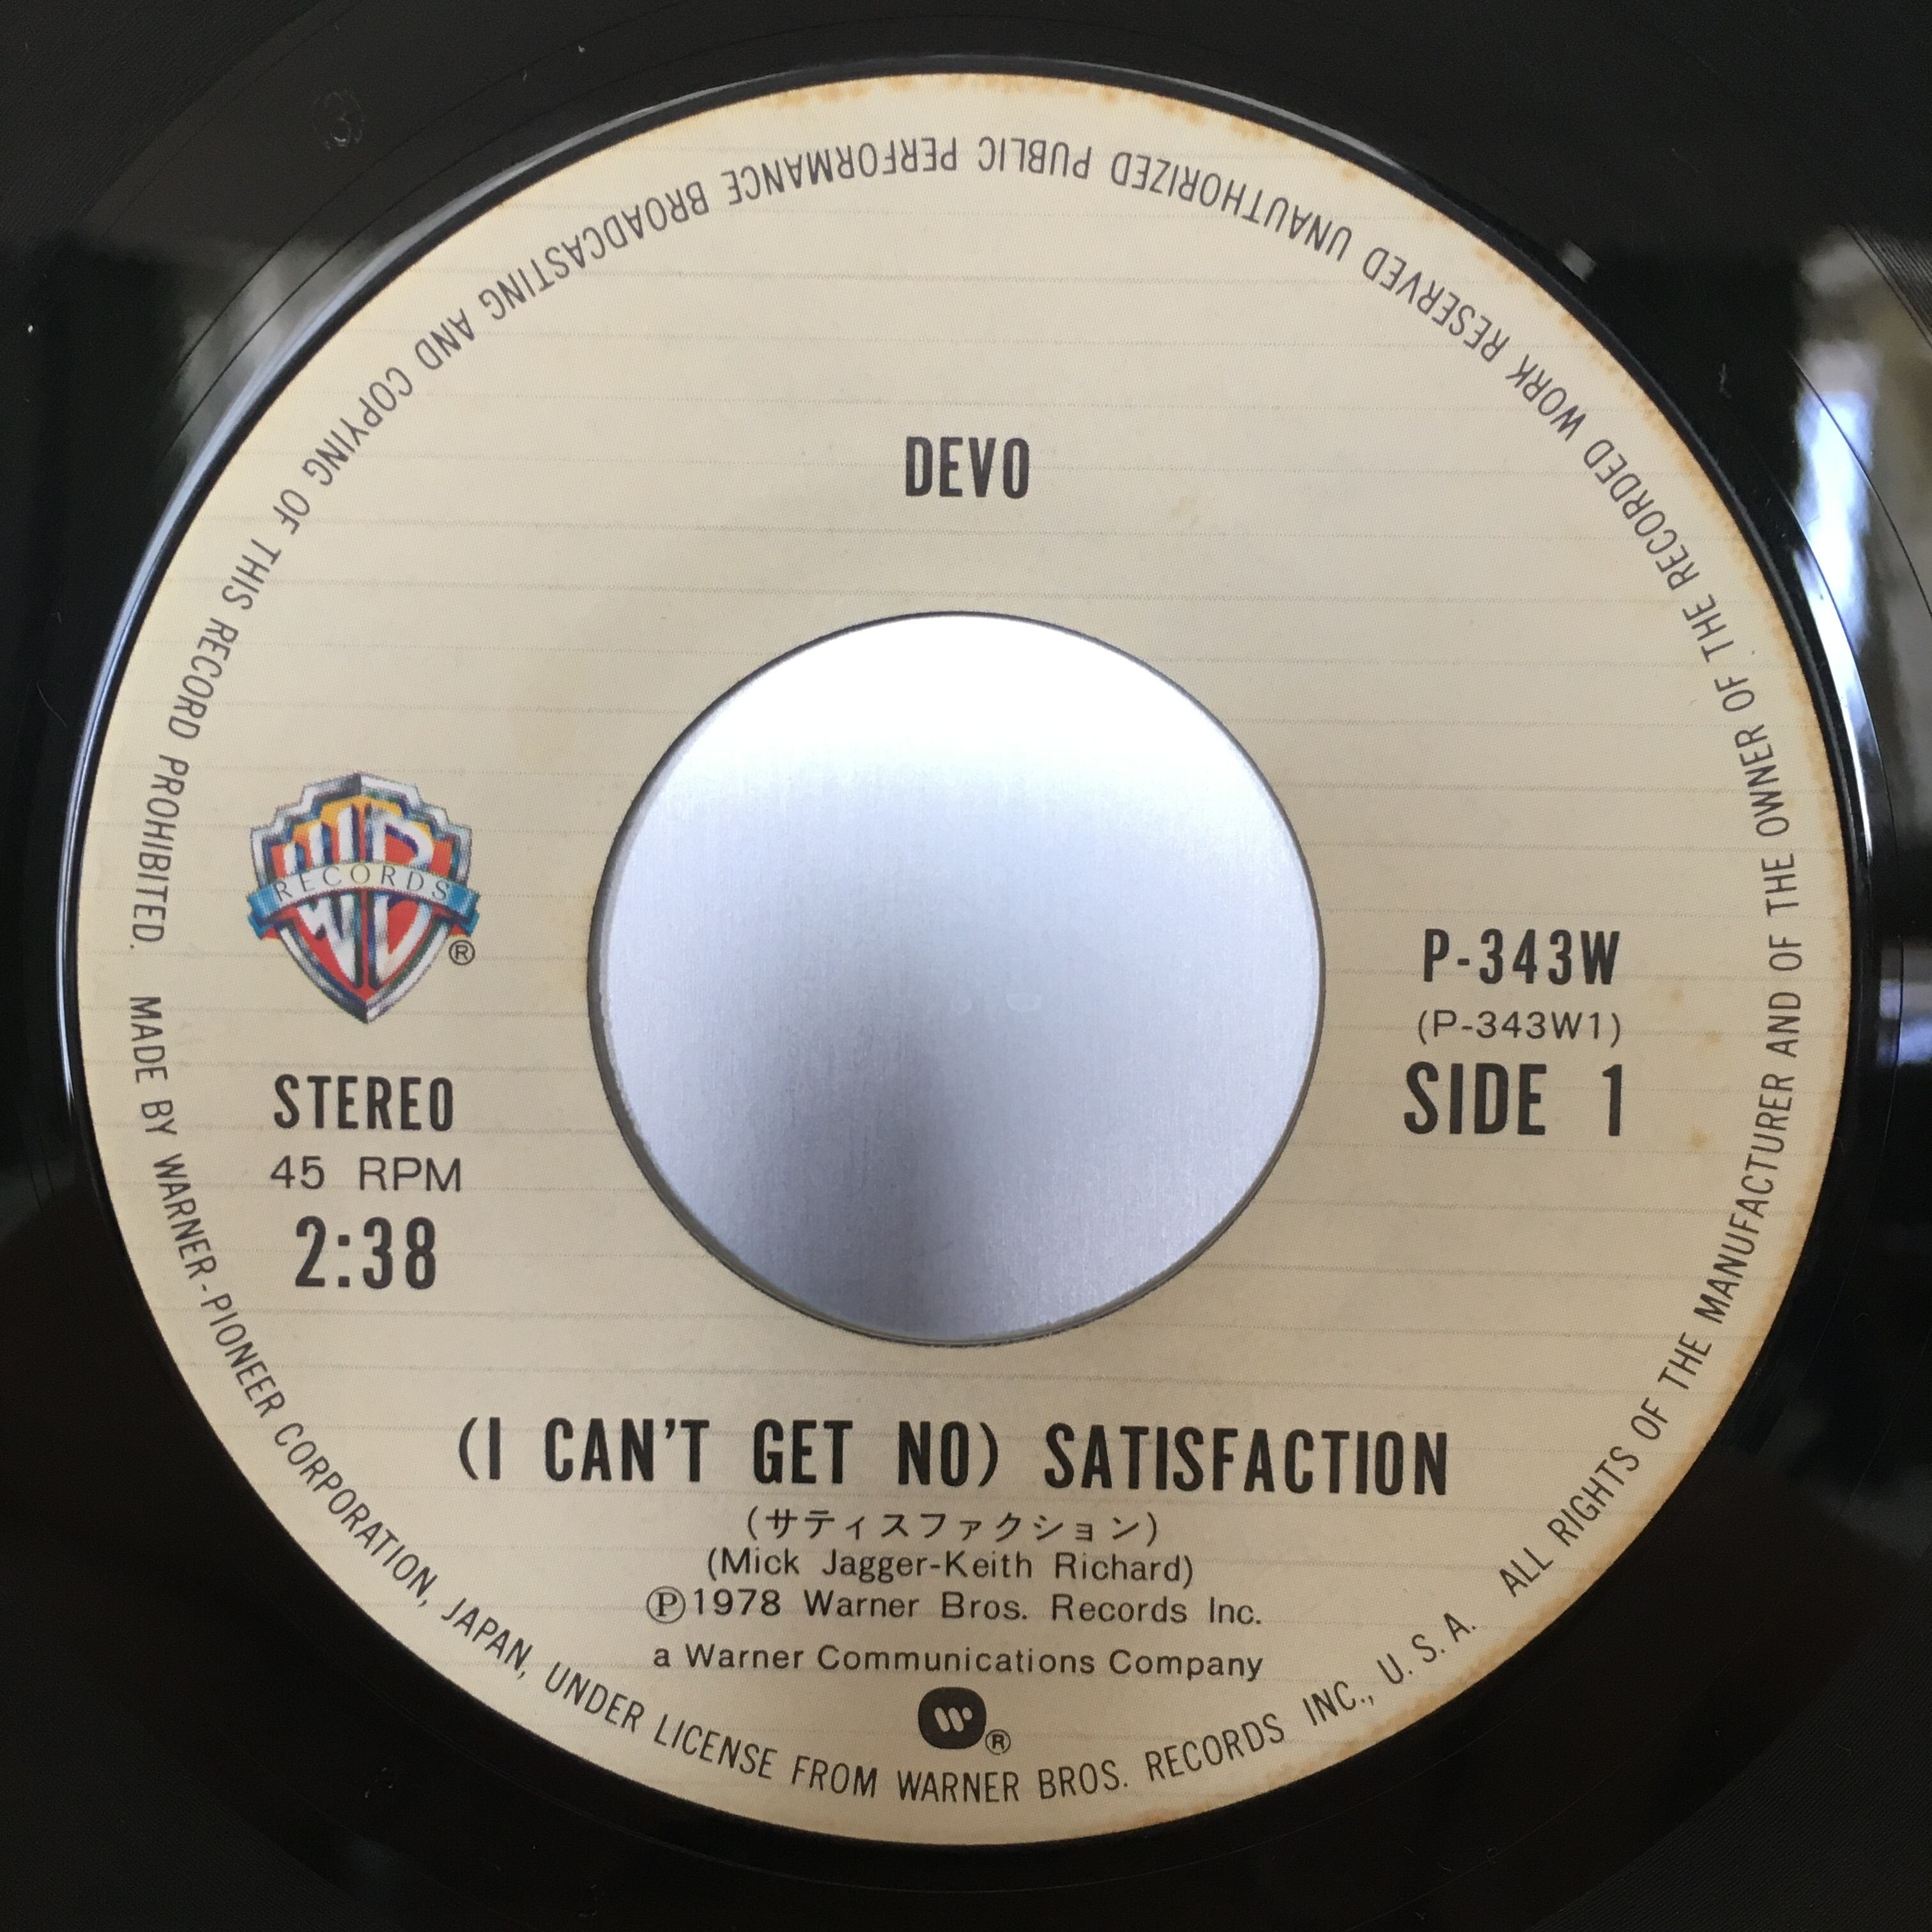 DEVO
RECORDS
®
STEREO
45 RPM
2:38
P-343W
(P-343W1)
SIDE 1
(I CAN'T GET NO) SATISFACTION
(サティスファクション)
(Mick Jagger-Keith Richard)
Ⓟ1978 Warner Bros. Records Inc.
a Warner Communications Company
®
MADE BY WARNER-PIONEER CORPORATION, JAPAN, UNDER LICENSE FROM WARNER BROS. RECORDS INC., U. S. A. ALL RIGHTS OF THE MANUFACTURER AND OF THE OWNER OF THE RECORDED WORK RESERVED UNAUTHORIZED PUBLIC PERFORMANCE BROADCASTING AND COPYING OF THIS RECORD PROHIBITED.